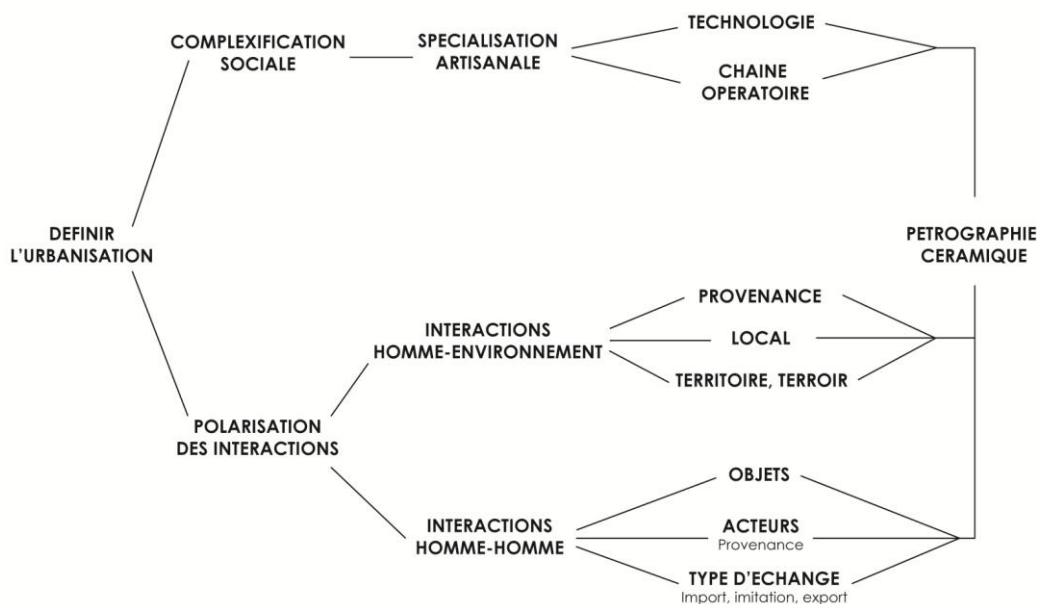 COMPLEXIFICATION
SOCIALE
SPECIALISATION
ARTISANALE
TECHNOLOGIE
CHAINE
OPERATOIRE
DEFINIR
L'URBANISATION
PETROGRAPHIE
CERAMIQUE
INTERACTIONS
HOMME-ENVIRONNEMENT
PROVENANCE
LOCAL
TERRITOIRE, TERROIR
POLARISATION
DES INTERACTIONS
INTERACTIONS
HOMME-HOMME
OBJETS
ACTEURS
Provenance
TYPE D'ECHANGE
Import, imitation, export